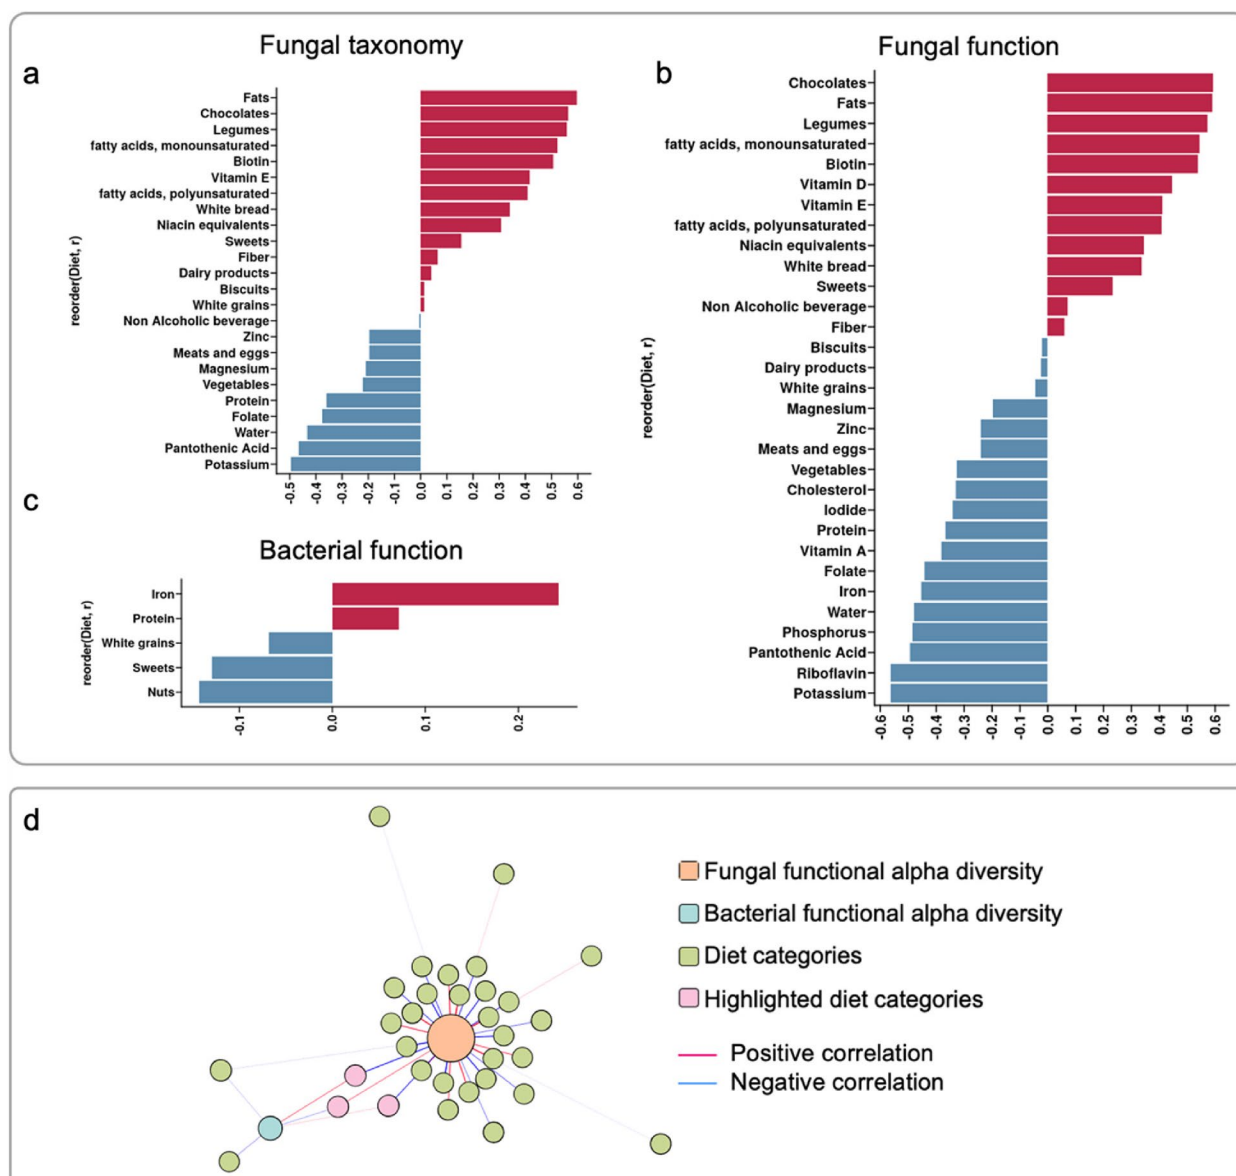 Fungal taxonomy
a
reorder(Diet, r)
Fats
Chocolates
Legumes
fatty acids, monounsaturated
Biotin
Vitamin E
fatty acids, polyunsaturated
White bread
Niacin equivalents
Sweets
Fiber
Dairy products
Biscuits
White grains
Non Alcoholic beverage
Zinc
Meats and eggs
Magnesium
Vegetables
Protein
Folate
Water
Pantothenic Acid
Potassium
-0.5 -0.4 -0.3 -0.2 -0.1 0.0 0.1 0.2 0.3 0.4 0.5 0.6
Fungal function
b
reorder(Diet, r)
Chocolates
Fats
Legumes
fatty acids, monounsaturated
Biotin
Vitamin D
Vitamin E
fatty acids, polyunsaturated
Niacin equivalents
White bread
Sweets
Non Alcoholic beverage
Fiber
Biscuits
Dairy products
White grains
Magnesium
Zinc
Meats and eggs
Vegetables
Cholesterol
Iodide
Protein
Vitamin A
Folate
Iron
Water
Phosphorus
Pantothenic Acid
Riboflavin
Potassium
-0.6 -0.5 -0.4 -0.3 -0.2 -0.1 0.0 0.1 0.2 0.3 0.4 0.5 0.6
c
Bacterial function
reorder(Diet, r)
Iron
Protein
White grains
Sweets
Nuts
-0.1 0.0 0.1 0.2
d
Fungal functional alpha diversity
Bacterial functional alpha diversity
Diet categories
Highlighted diet categories
Positive correlation
Negative correlation